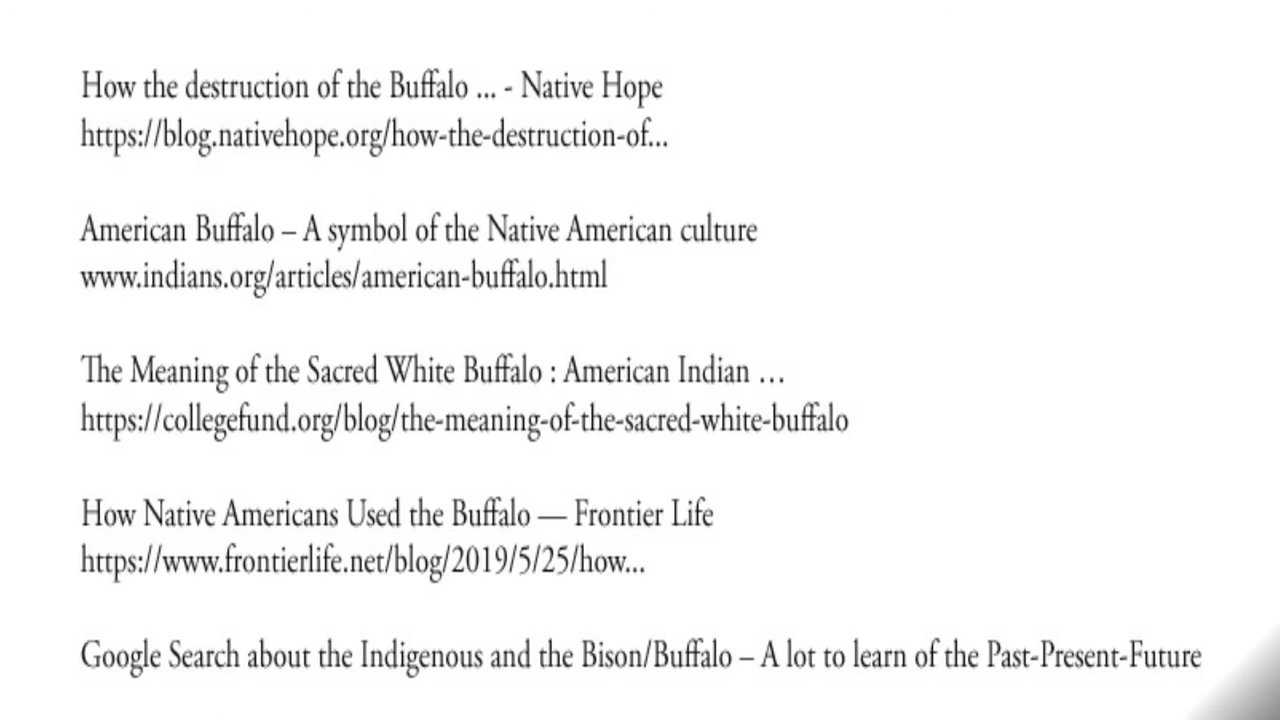 How the destruction of the Buffalo ... - Native Hope
https://blog.nativehope.org/how-the-destruction-of...
American Buffalo – A symbol of the Native American culture
www.indians.org/articles/american-buffalo.html
The Meaning of the Sacred White Buffalo : American Indian …
https://collegefund.org/blog/the-meaning-of-the-sacred-white-buffalo
How Native Americans Used the Buffalo — Frontier Life
https://www.frontierlife.net/blog/2019/5/25/how...
Google Search about the Indigenous and the Bison/Buffalo – A lot to learn of the Past-Present-Future